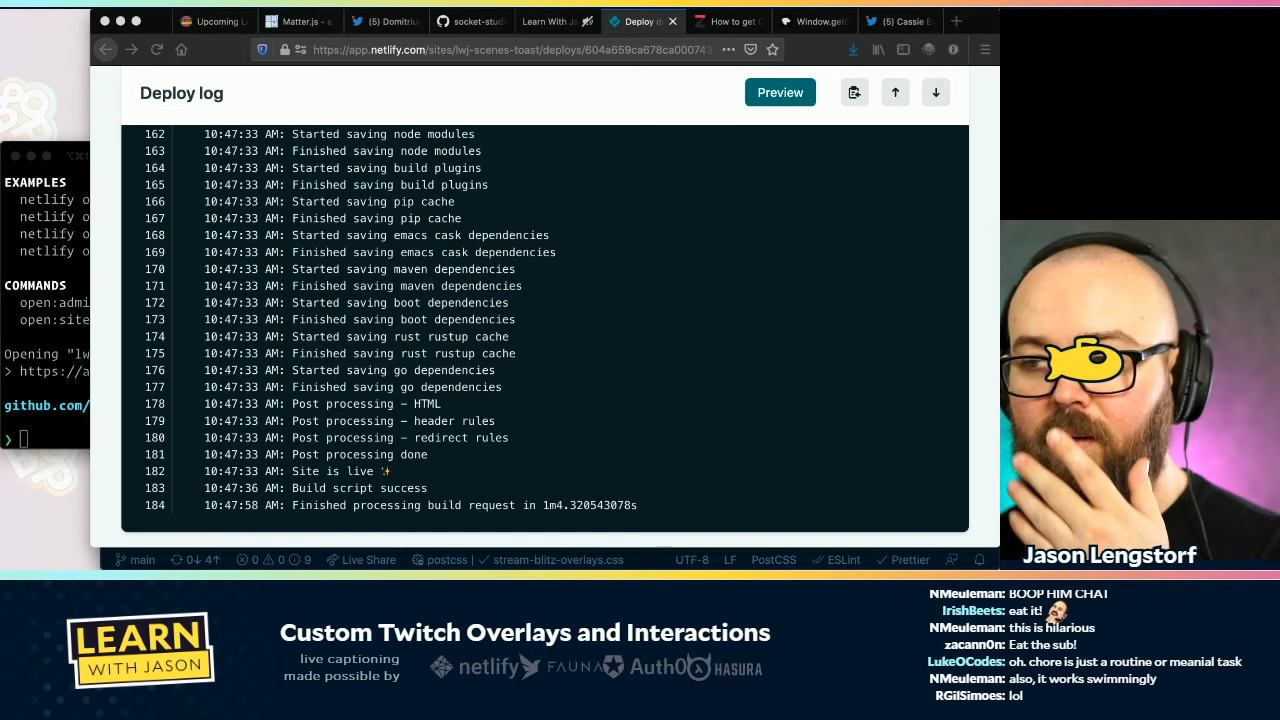 Upcoming L
Matter.js - a
(5) Domitriu
socket-studi
Learn With Ja
Deploy de
How to get C
Window.getC
(5) Cassie E
https://app.netlify.com/sites/lwj-scenes-toast/deploys/604a659ca678ca000743
Deploy log
Preview
162 10:47:33 AM: Started saving node modules
163 10:47:33 AM: Finished saving node modules
164 10:47:33 AM: Started saving build plugins
165 10:47:33 AM: Finished saving build plugins
166 10:47:33 AM: Started saving pip cache
167 10:47:33 AM: Finished saving pip cache
168 10:47:33 AM: Started saving emacs cask dependencies
169 10:47:33 AM: Finished saving emacs cask dependencies
170 10:47:33 AM: Started saving maven dependencies
171 10:47:33 AM: Finished saving maven dependencies
172 10:47:33 AM: Started saving boot dependencies
173 10:47:33 AM: Finished saving boot dependencies
174 10:47:33 AM: Started saving rust rustup cache
175 10:47:33 AM: Finished saving rust rustup cache
176 10:47:33 AM: Started saving go dependencies
177 10:47:33 AM: Finished saving go dependencies
178 10:47:33 AM: Post processing - HTML
179 10:47:33 AM: Post processing - header rules
180 10:47:33 AM: Post processing - redirect rules
181 10:47:33 AM: Post processing done
182 10:47:33 AM: Site is live ✨
183 10:47:36 AM: Build script success
184 10:47:58 AM: Finished processing build request in 1m4.320543078s
EXAMPLES
netlify o
netlify o
netlify o
netlify o
COMMANDS
open:admi
open:site
Opening "lw
> https://a
github.com/
❯
main 0↓ 4↑ 0 0 9 Live Share postcss | ✓ stream-blitz-overlays.css UTF-8 LF PostCSS ESLint Prettier
Jason Lengstorf
LEARN
WITH JASON
Custom Twitch Overlays and Interactions
live captioning
made possible by
netlify FAUNA Auth0 HASURA
NMeuleman: BOOP HIM CHAT
IrishBeets: eat it!
NMeuleman: this is hilarious
zacann0n: Eat the sub!
LukeOCodes: oh. chore is just a routine or meanial task
NMeuleman: also, it works swimmingly
RGilSimoes: lol